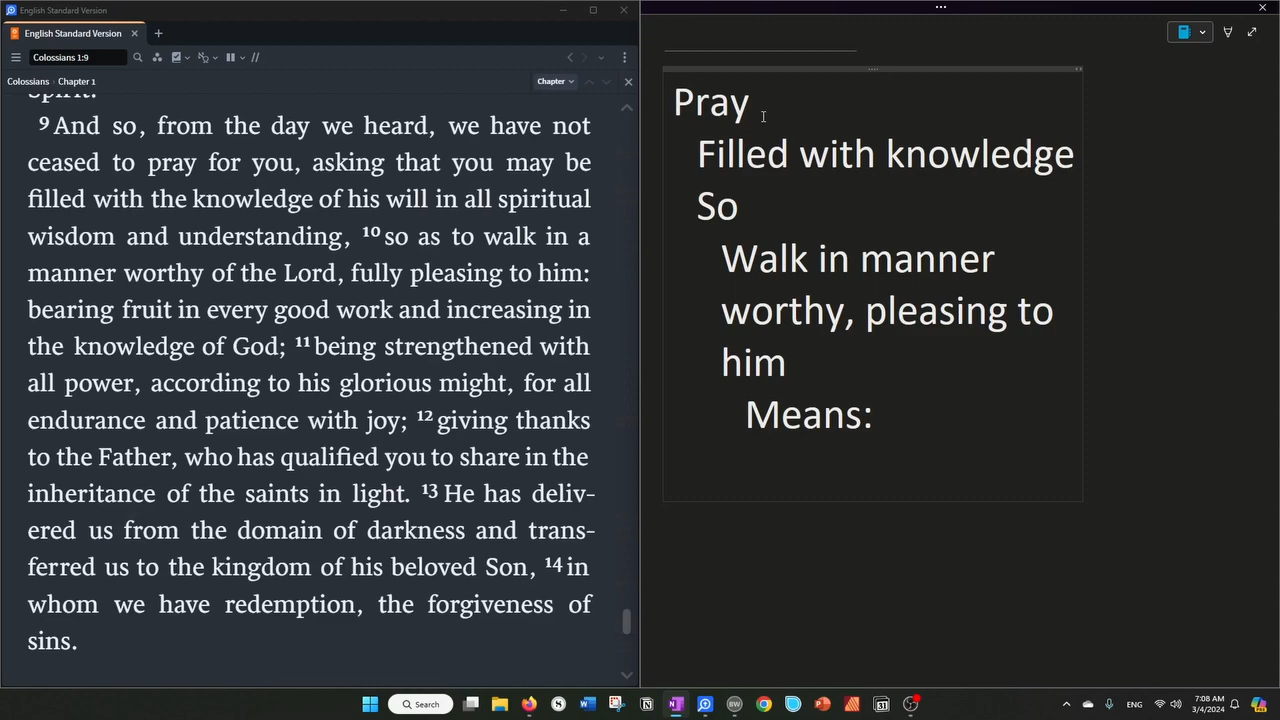 English Standard Version
English Standard Version
Colossians 1:9
Colossians › Chapter 1
Chapter
Spirit.
9 And so, from the day we heard, we have not
ceased to pray for you, asking that you may be
filled with the knowledge of his will in all spiritual
wisdom and understanding, 10 so as to walk in a
manner worthy of the Lord, fully pleasing to him:
bearing fruit in every good work and increasing in
the knowledge of God; 11 being strengthened with
all power, according to his glorious might, for all
endurance and patience with joy; 12 giving thanks
to the Father, who has qualified you to share in the
inheritance of the saints in light. 13 He has deliv-
ered us from the domain of darkness and trans-
ferred us to the kingdom of his beloved Son, 14 in
whom we have redemption, the forgiveness of
sins.
Pray
Filled with knowledge
So
Walk in manner
worthy, pleasing to
him
Means:
Search
ENG
7:08 AM
3/4/2024